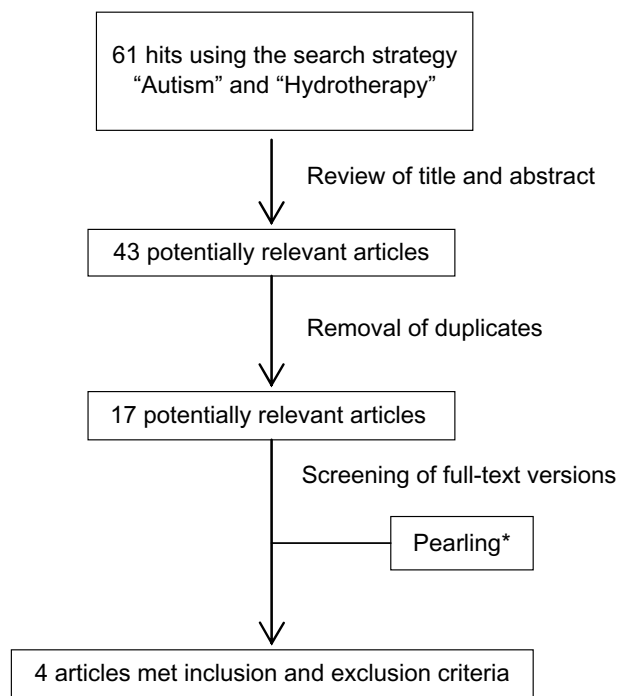 61 hits using the search strategy
“Autism” and “Hydrotherapy”
Review of title and abstract
43 potentially relevant articles
Removal of duplicates
17 potentially relevant articles
Screening of full-text versions
Pearling*
4 articles met inclusion and exclusion criteria